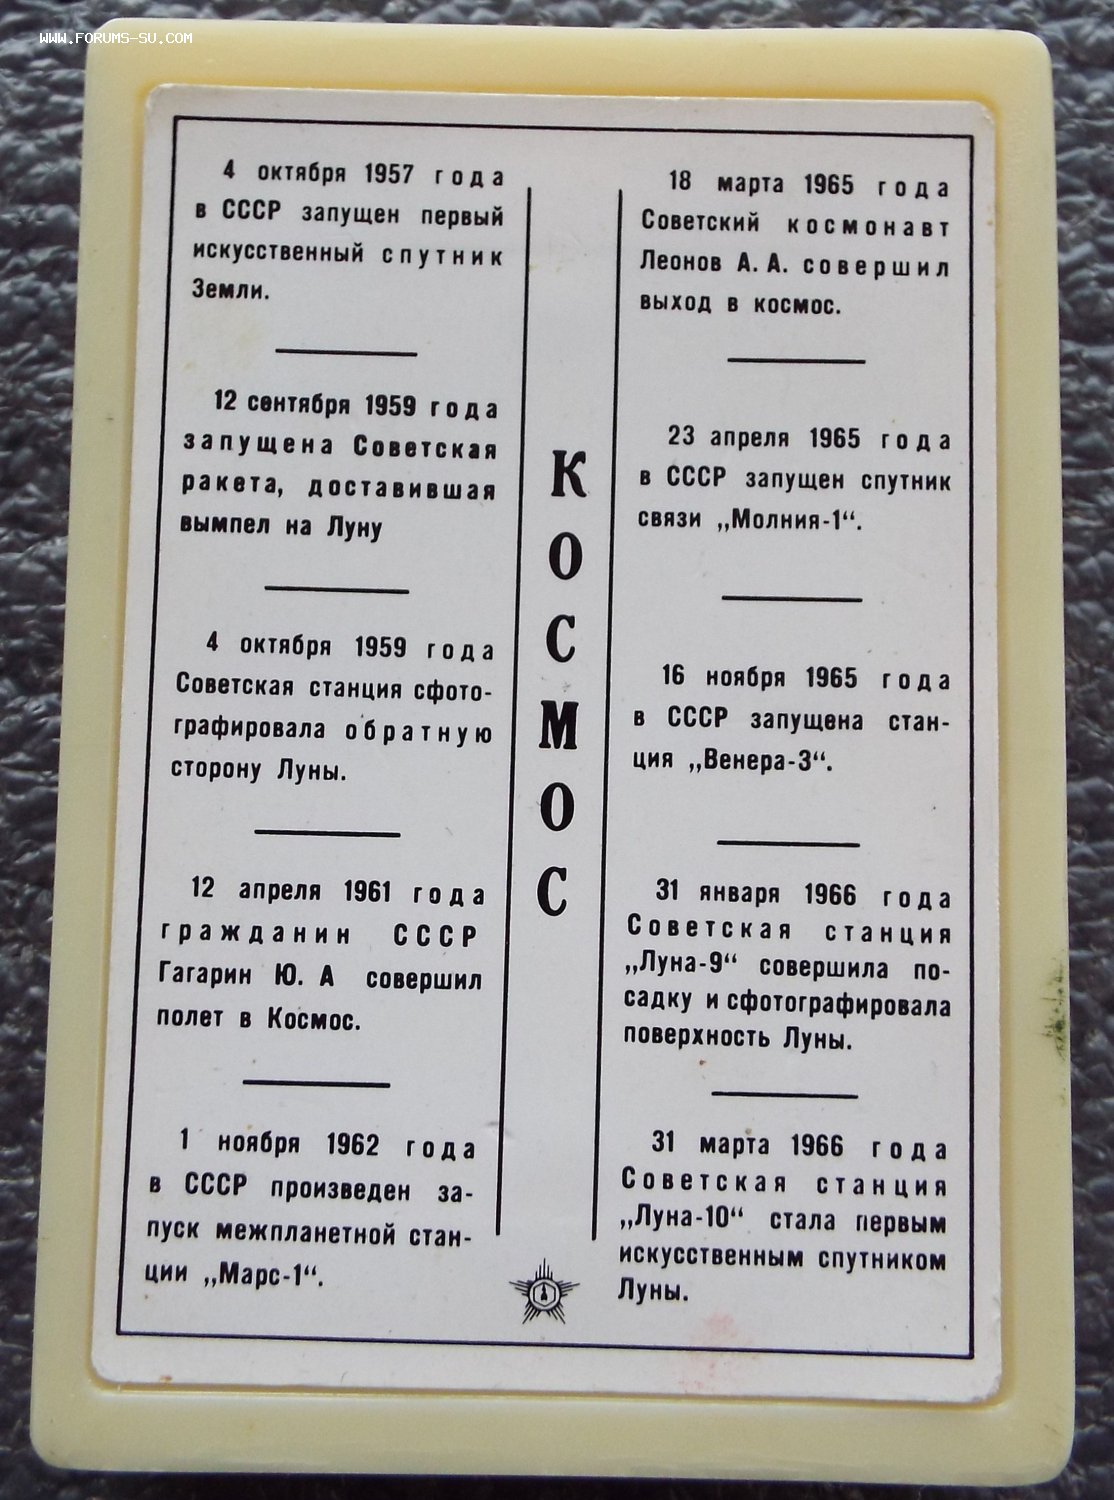 WWW.FORUMS-SU.COM
4 октября 1957 года
в СССР запущен первый
искусственный спутник
Земли.
12 сентября 1959 года
запущена Советская
ракета, доставившая
вымпел на Луну
4 октября 1959 года
Советская станция сфото-
графировала обратную
сторону Луны.
12 апреля 1961 года
гражданин СССР
Гагарин Ю. А совершил
полет в Космос.
1 ноября 1962 года
в СССР произведен за-
пуск межпланетной стан-
ции „Марс-1“.
КОСМОС
18 марта 1965 года
Советский космонавт
Леонов А. А. совершил
выход в космос.
23 апреля 1965 года
в СССР запущен спутник
связи „Молния-1“.
16 ноября 1965 года
в СССР запущена стан-
ция „Венера-3“.
31 января 1966 года
Советская станция
„Луна-9“ совершила по-
садку и сфотографировала
поверхность Луны.
31 марта 1966 года
Советская станция
„Луна-10“ стала первым
искусственным спутником
Луны.